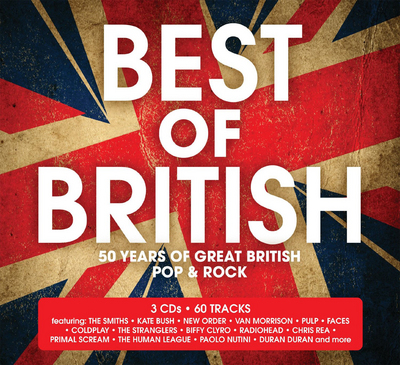 BEST
OF
BRITISH
50 YEARS OF GREAT BRITISH
POP & ROCK
3 CDs • 60 TRACKS
featuring: THE SMITHS • KATE BUSH • NEW ORDER • VAN MORRISON • PULP • FACES
• COLDPLAY • THE STRANGLERS • BIFFY CLYRO • RADIOHEAD • CHRIS REA •
PRIMAL SCREAM • THE HUMAN LEAGUE • PAOLO NUTINI • DURAN DURAN and more